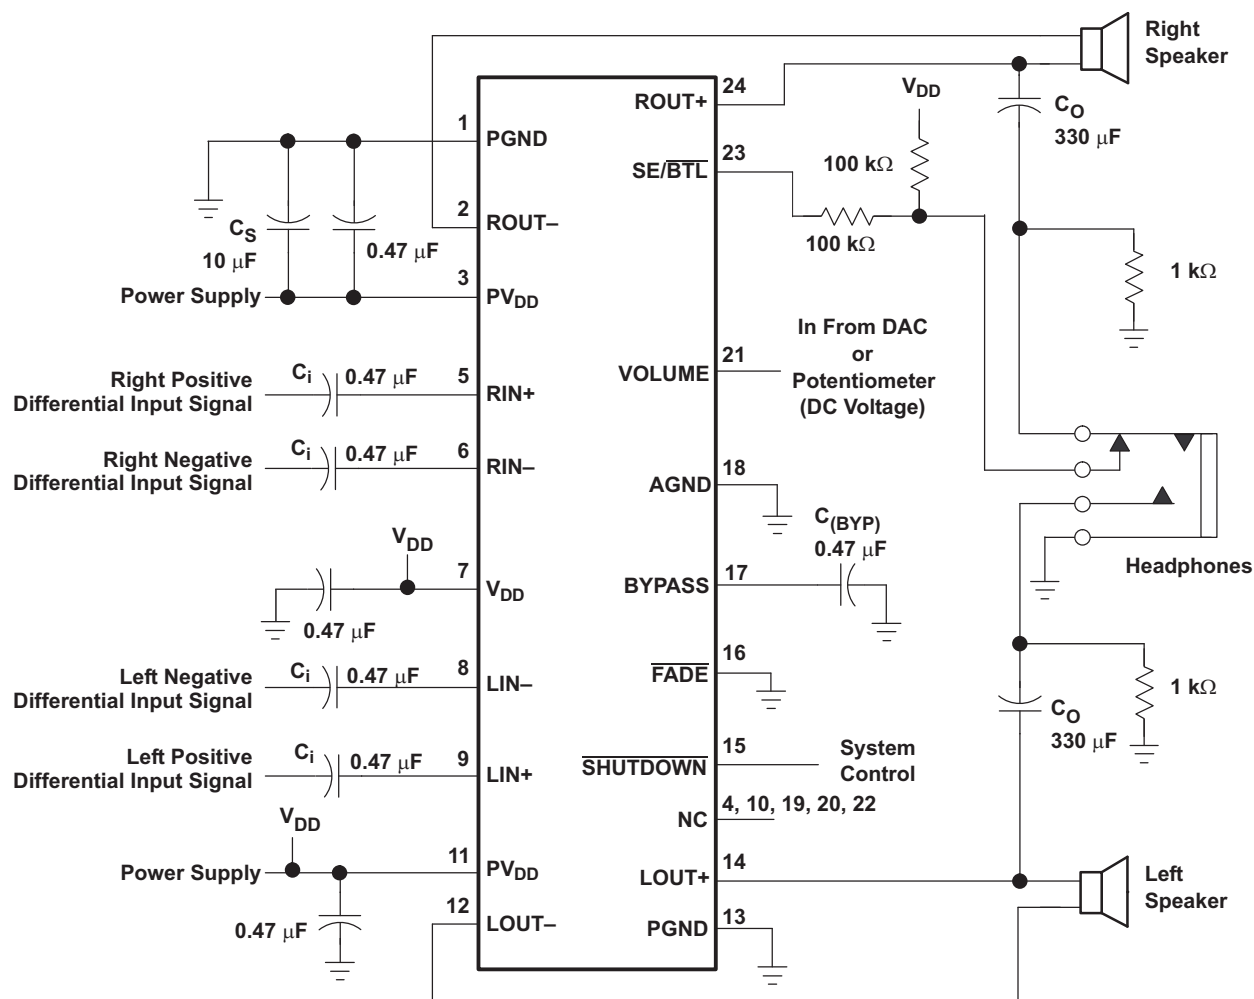 Right
Speaker
24
ROUT+
VDD
CO
330 µF
1
PGND
23
SE/BTL
100 kΩ
100 kΩ
2
ROUT–
CS
10 µF
0.47 µF
3
Power Supply
PVDD
1 kΩ
In From DAC
or
Potentiometer
(DC Voltage)
21
VOLUME
Right Positive
Differential Input Signal
Ci
0.47 µF
5
RIN+
Right Negative
Differential Input Signal
Ci
0.47 µF
6
RIN–
18
AGND
C(BYP)
0.47 µF
VDD
7
VDD
0.47 µF
17
BYPASS
Headphones
16
FADE
Left Negative
Differential Input Signal
Ci
0.47 µF
8
LIN–
1 kΩ
CO
330 µF
Left Positive
Differential Input Signal
Ci
0.47 µF
9
LIN+
15
SHUTDOWN
System
Control
4, 10, 19, 20, 22
NC
VDD
Power Supply
11
PVDD
14
LOUT+
Left
Speaker
0.47 µF
12
LOUT–
13
PGND